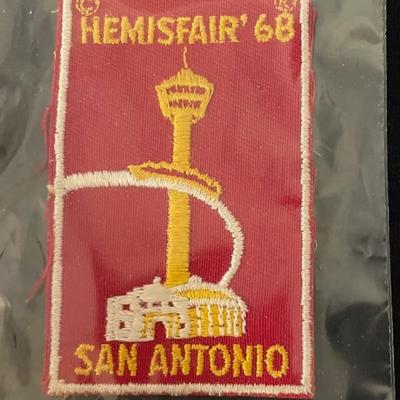 HEMISFAIR' 68
SAN ANTONIO